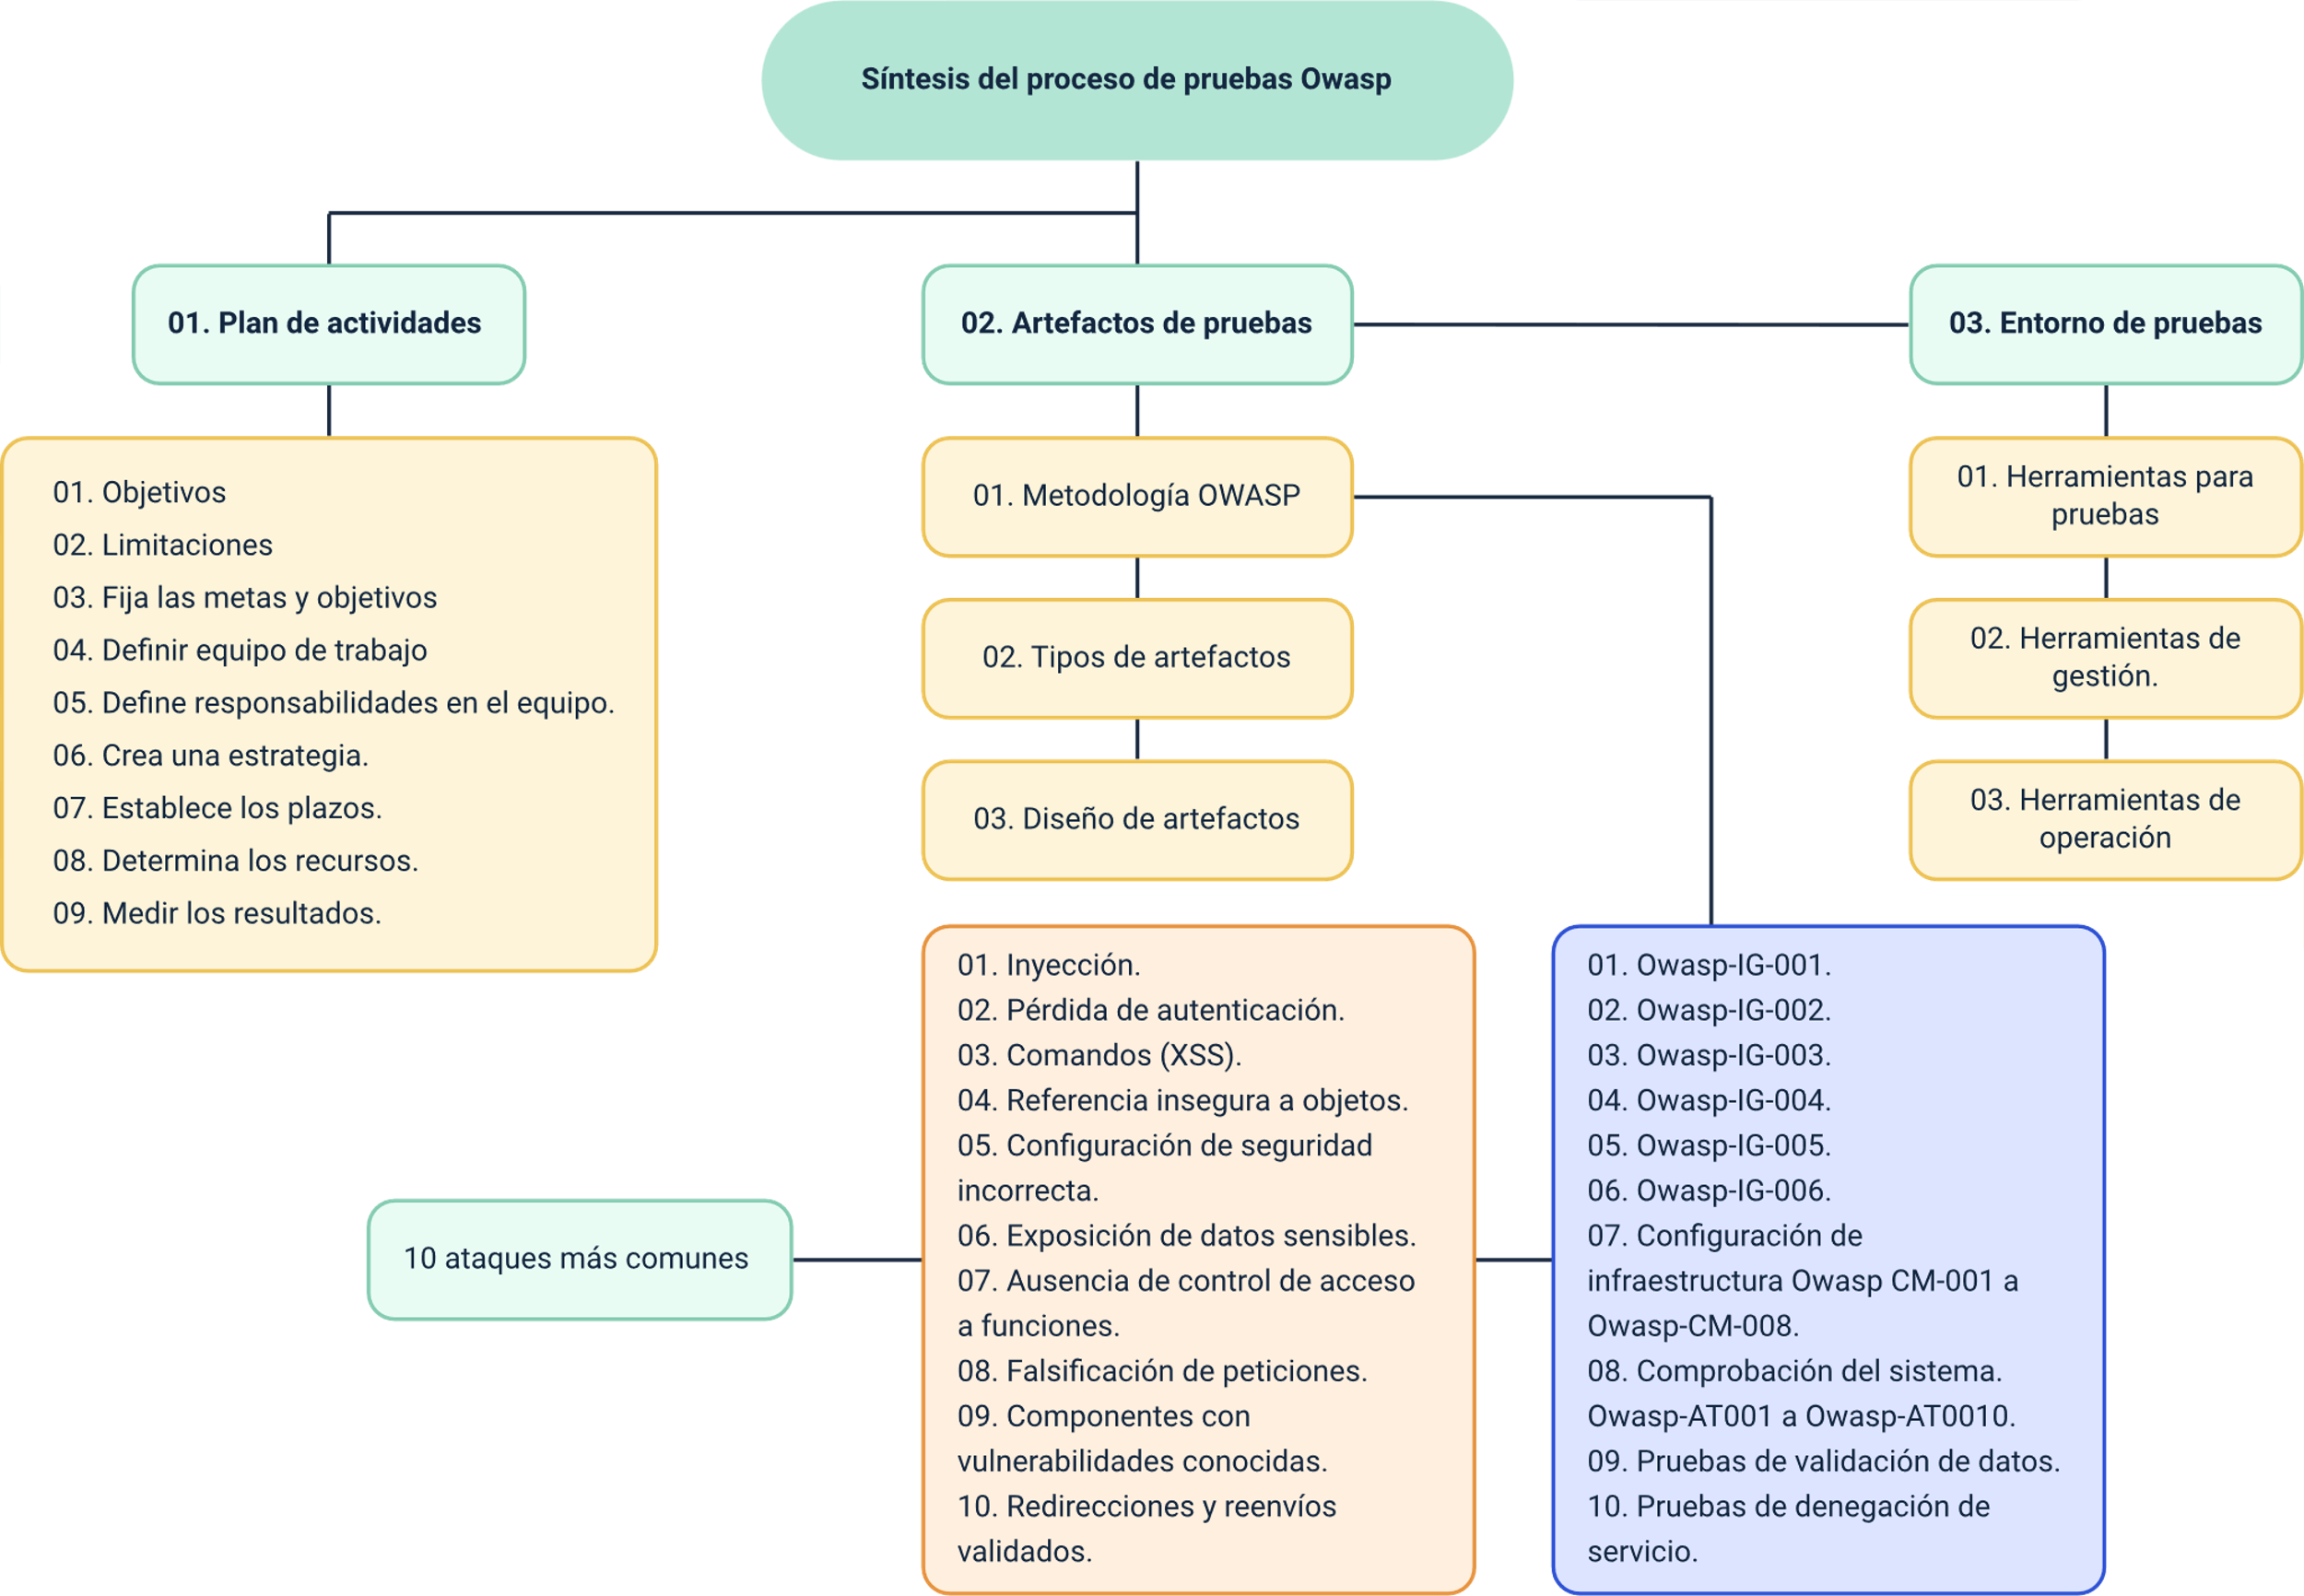 Síntesis del proceso de pruebas Owasp
01. Plan de actividades
02. Artefactos de pruebas
03. Entorno de pruebas
01. Objetivos
02. Limitaciones
03. Fija las metas y objetivos
04. Definir equipo de trabajo
05. Define responsabilidades en el equipo.
06. Crea una estrategia.
07. Establece los plazos.
08. Determina los recursos.
09. Medir los resultados.
01. Metodología OWASP
02. Tipos de artefactos
03. Diseño de artefactos
01. Herramientas para
pruebas
02. Herramientas de
gestión.
03. Herramientas de
operación
10 ataques más comunes
01. Inyección.
02. Pérdida de autenticación.
03. Comandos (XSS).
04. Referencia insegura a objetos.
05. Configuración de seguridad
incorrecta.
06. Exposición de datos sensibles.
07. Ausencia de control de acceso
a funciones.
08. Falsificación de peticiones.
09. Componentes con
vulnerabilidades conocidas.
10. Redirecciones y reenvíos
validados.
01. Owasp-IG-001.
02. Owasp-IG-002.
03. Owasp-IG-003.
04. Owasp-IG-004.
05. Owasp-IG-005.
06. Owasp-IG-006.
07. Configuración de
infraestructura Owasp CM-001 a
Owasp-CM-008.
08. Comprobación del sistema.
Owasp-AT001 a Owasp-AT0010.
09. Pruebas de validación de datos.
10. Pruebas de denegación de
servicio.